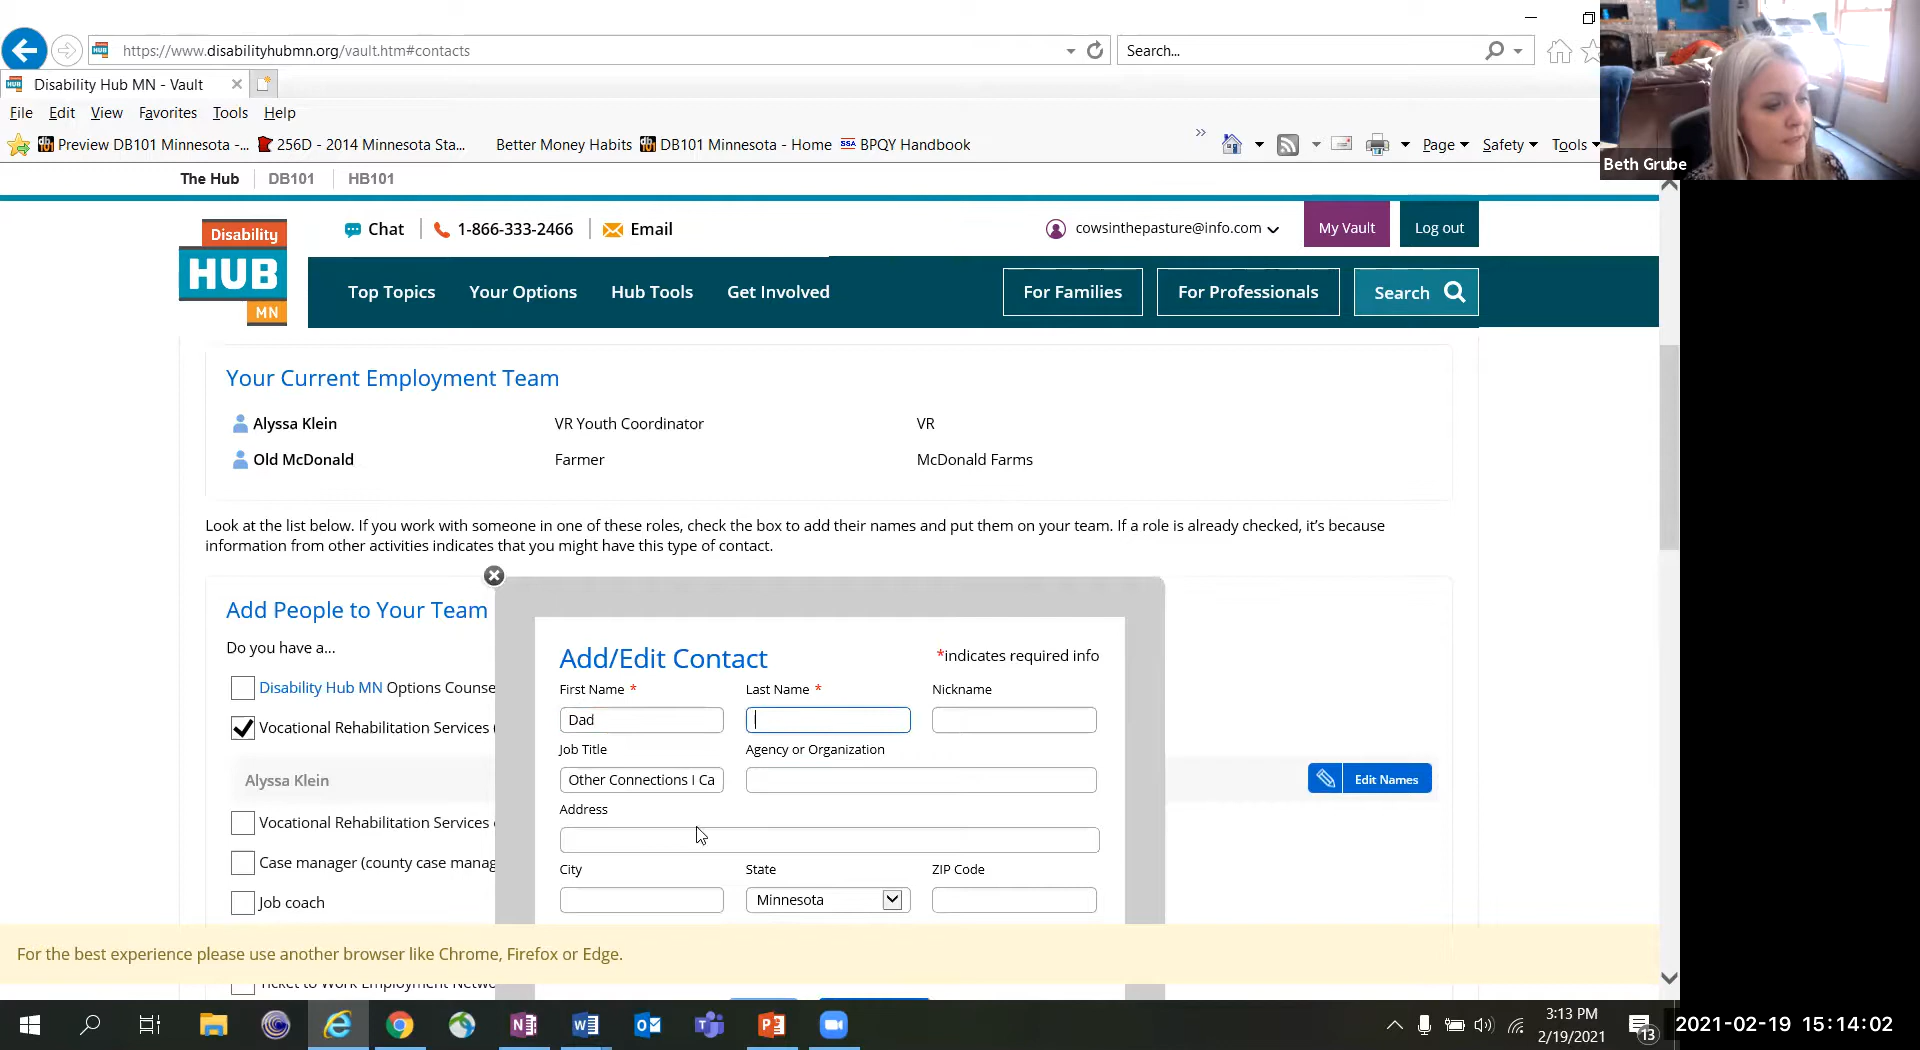 https://www.disabilityhubmn.org/vault.htm#contacts
Search...
Disability Hub MN - Vault
File Edit View Favorites Tools Help
Preview DB101 Minnesota -... 256D - 2014 Minnesota Sta... Better Money Habits DB101 Minnesota - Home SSA BPQY Handbook
Page Safety Tools
Beth Grube
The Hub DB101 HB101
Disability HUB MN
Chat 1-866-333-2466 Email
cowsinthepasture@info.com My Vault Log out
Top Topics Your Options Hub Tools Get Involved For Families For Professionals Search
Your Current Employment Team
Alyssa Klein VR Youth Coordinator VR
Old McDonald Farmer McDonald Farms
Look at the list below. If you work with someone in one of these roles, check the box to add their names and put them on your team. If a role is already checked, it's because
information from other activities indicates that you might have this type of contact.
Add People to Your Team
Do you have a...
Disability Hub MN Options Counse
Vocational Rehabilitation Services (
Alyssa Klein
Edit Names
Vocational Rehabilitation Services
Case manager (county case manag
Job coach
Ticket to Work Employment Netwo
Add/Edit Contact *indicates required info
First Name * Last Name * Nickname
Dad
Job Title Agency or Organization
Other Connections I Ca
Address
City State ZIP Code
Minnesota
For the best experience please use another browser like Chrome, Firefox or Edge.
3:13 PM
2/19/2021
13
2021-02-19 15:14:02